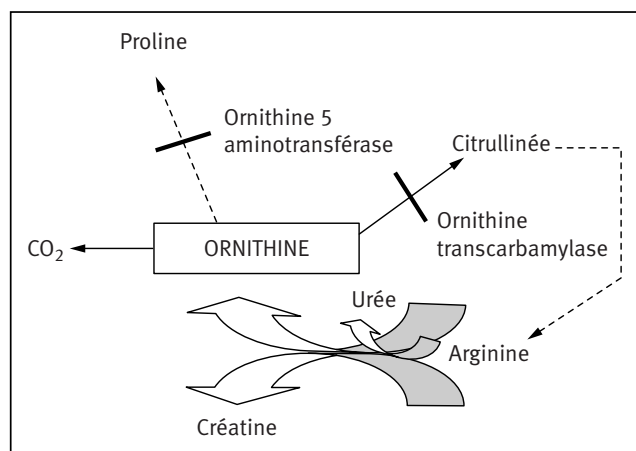 Proline
Ornithine 5
aminotransférase
Citrullinée
Ornithine
transcarbamylase
CO₂
ORNITHINE
Urée
Arginine
Créatine